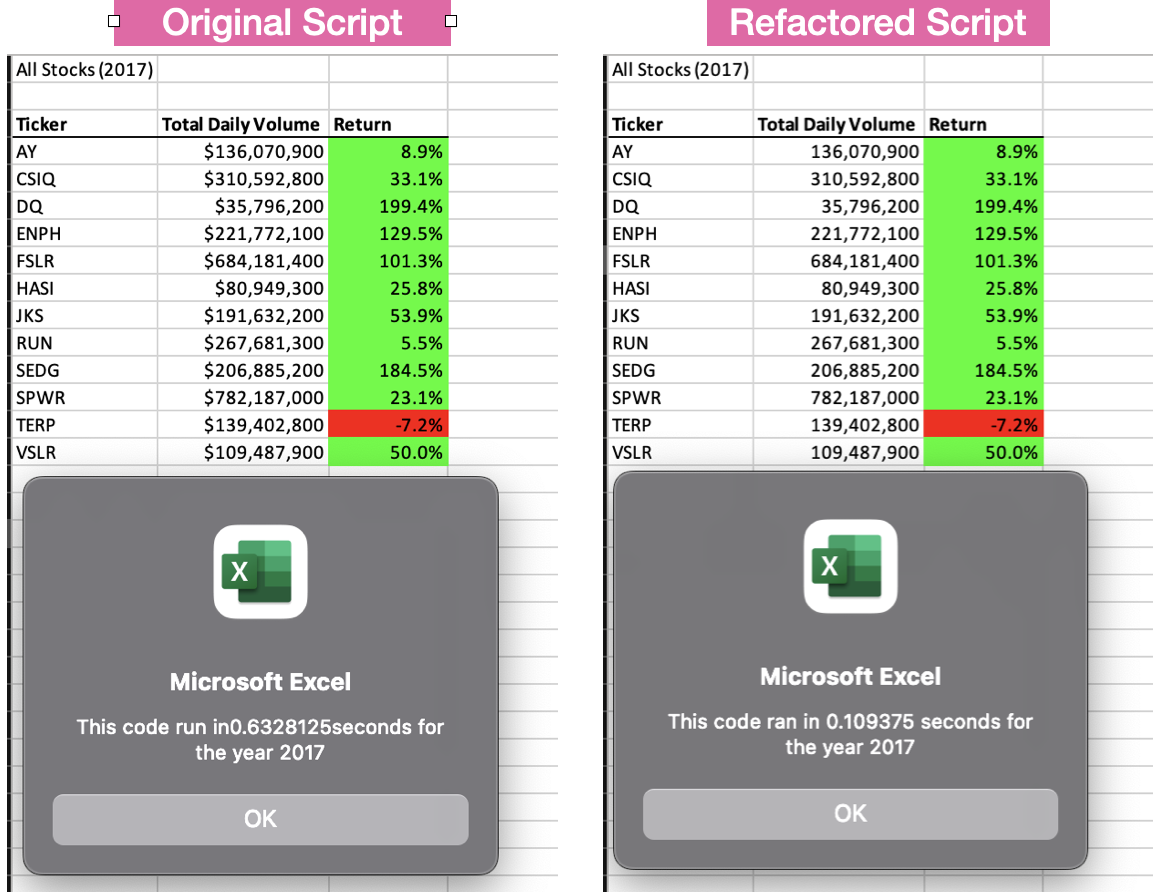 Original Script
All Stocks (2017)
Ticker Total Daily Volume Return
AY $136,070,900 8.9%
CSIQ $310,592,800 33.1%
DQ $35,796,200 199.4%
ENPH $221,772,100 129.5%
FSLR $684,181,400 101.3%
HASI $80,949,300 25.8%
JKS $191,632,200 53.9%
RUN $267,681,300 5.5%
SEDG $206,885,200 184.5%
SPWR $782,187,000 23.1%
TERP $139,402,800 -7.2%
VSLR $109,487,900 50.0%
X
Microsoft Excel
This code run in0.6328125seconds for
the year 2017
OK
Refactored Script
All Stocks (2017)
Ticker Total Daily Volume Return
AY 136,070,900 8.9%
CSIQ 310,592,800 33.1%
DQ 35,796,200 199.4%
ENPH 221,772,100 129.5%
FSLR 684,181,400 101.3%
HASI 80,949,300 25.8%
JKS 191,632,200 53.9%
RUN 267,681,300 5.5%
SEDG 206,885,200 184.5%
SPWR 782,187,000 23.1%
TERP 139,402,800 -7.2%
VSLR 109,487,900 50.0%
X
Microsoft Excel
This code ran in 0.109375 seconds for
the year 2017
OK